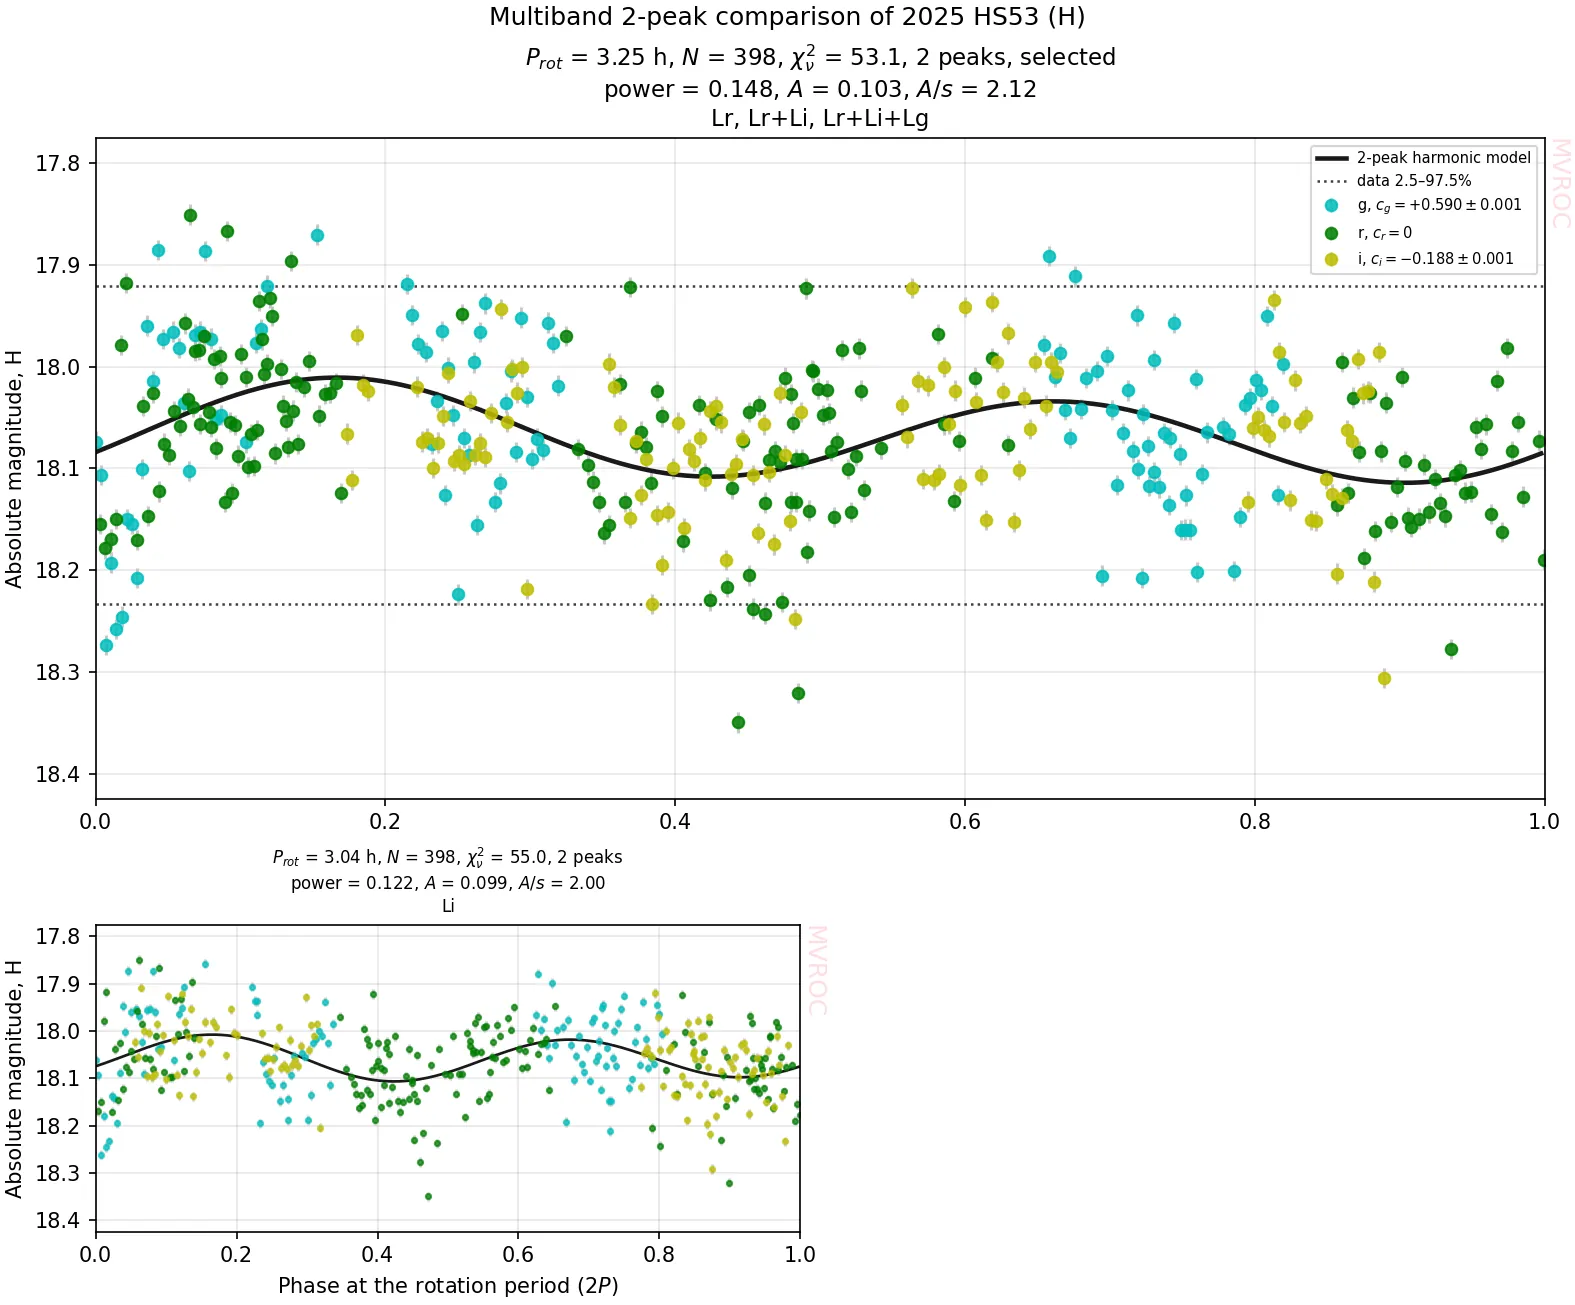 Multiband 2-peak comparison of 2025 HS53 (H)
P_rot = 3.25 h, N = 398, χ²_ν = 53.1, 2 peaks, selected
power = 0.148, A = 0.103, A/s = 2.12
Lr, Lr+Li, Lr+Li+Lg
17.8
17.9
18.0
18.1
18.2
18.3
18.4
Absolute magnitude, H
2-peak harmonic model
data 2.5–97.5%
g, c_g = +0.590 ± 0.001
r, c_r = 0
i, c_i = −0.188 ± 0.001
MVROC
0.0 0.2 0.4 0.6 0.8 1.0
P_rot = 3.04 h, N = 398, χ²_ν = 55.0, 2 peaks
power = 0.122, A = 0.099, A/s = 2.00
Li
17.8
17.9
18.0
18.1
18.2
18.3
18.4
Absolute magnitude, H
MVROC
0.0 0.2 0.4 0.6 0.8 1.0
Phase at the rotation period (2P)